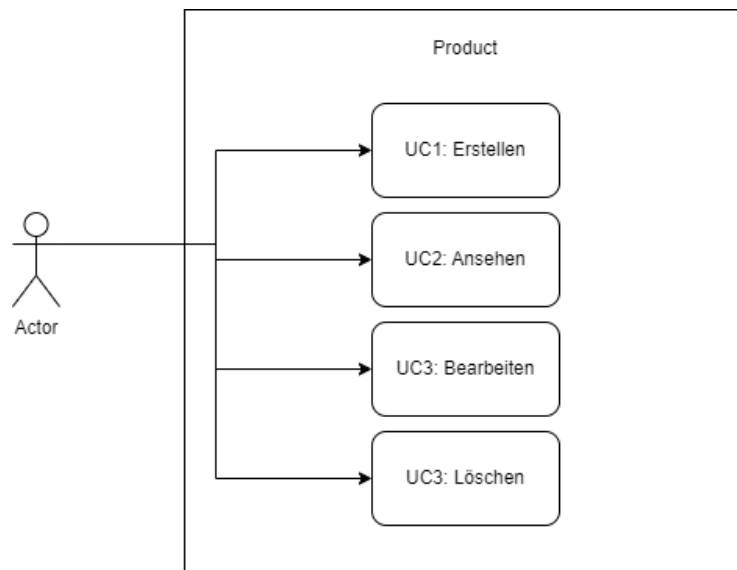 Product
UC1: Erstellen
UC2: Ansehen
UC3: Bearbeiten
UC3: Löschen
Actor